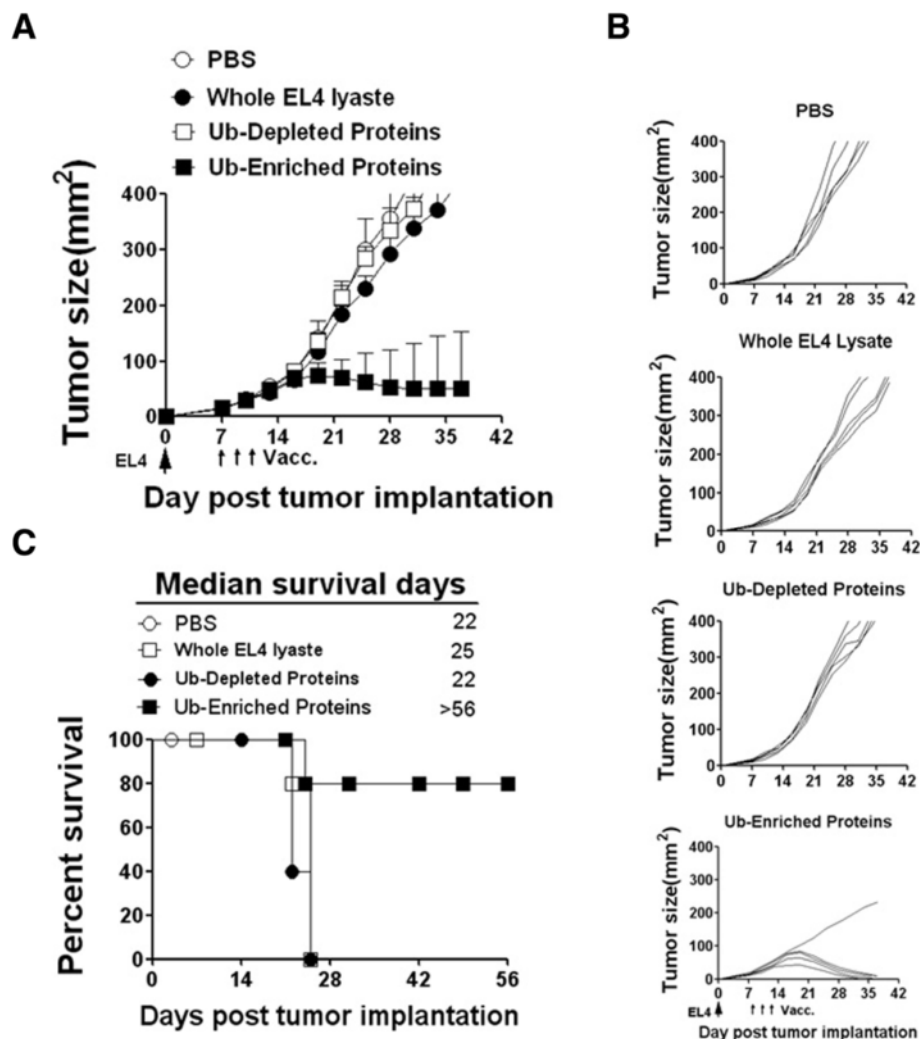 A
PBS
Whole EL4 lyaste
Ub-Depleted Proteins
Ub-Enriched Proteins
Tumor size(mm²)
400
300
200
100
0
0 7 14 21 28 35 42
EL4
Vacc.
Day post tumor implantation
B
PBS
Tumor size(mm²)
400
300
200
100
0
0 7 14 21 28 35 42
Whole EL4 Lysate
Tumor size(mm²)
400
300
200
100
0
0 7 14 21 28 35 42
Ub-Depleted Proteins
Tumor size(mm²)
400
300
200
100
0
0 7 14 21 28 35 42
Ub-Enriched Proteins
Tumor size(mm²)
400
300
200
100
0
0 7 14 21 28 35 42
EL4
Vacc.
Day post tumor implantation
C
Median survival days
PBS 22
Whole EL4 lyaste 25
Ub-Depleted Proteins 22
Ub-Enriched Proteins >56
Percent survival
100
80
60
40
20
0
0 14 28 42 56
Days post tumor implantation